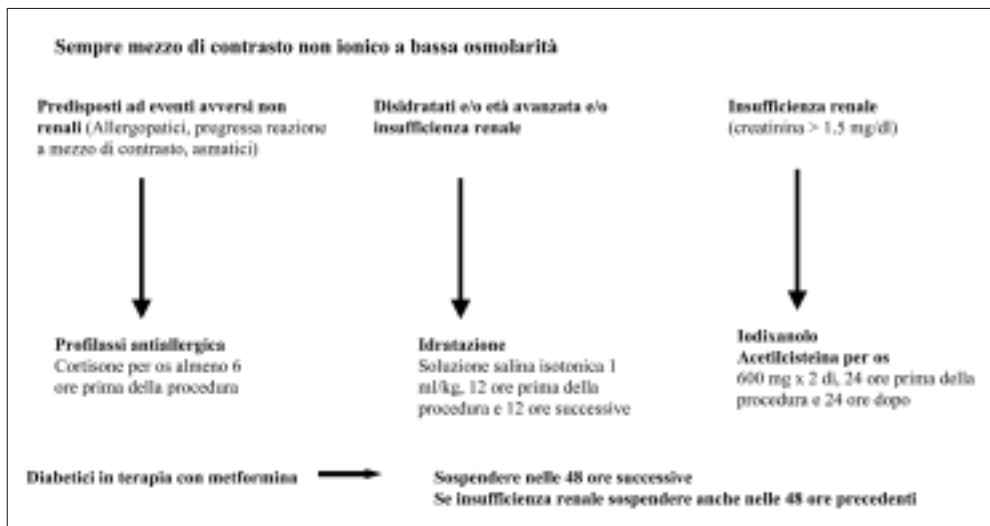 Sempre mezzo di contrasto non ionico a bassa osmolarità
Predisposti ad eventi avversi non
renali (Allergopatici, pregressa reazione
a mezzo di contrasto, asmatici)
Disidratati e/o età avanzata e/o
insufficienza renale
Insufficienza renale
(creatinina > 1.5 mg/dl)
Profilassi antiallergica
Cortisone per os almeno 6
ore prima della procedura
Idratazione
Soluzione salina isotonica 1
ml/kg, 12 ore prima della
procedura e 12 ore successive
Iodixanolo
Acetilcisteina per os
600 mg x 2 di, 24 ore prima della
procedura e 24 ore dopo
Diabetici in terapia con metformina
Sospendere nelle 48 ore successive
Se insufficienza renale sospendere anche nelle 48 ore precedenti